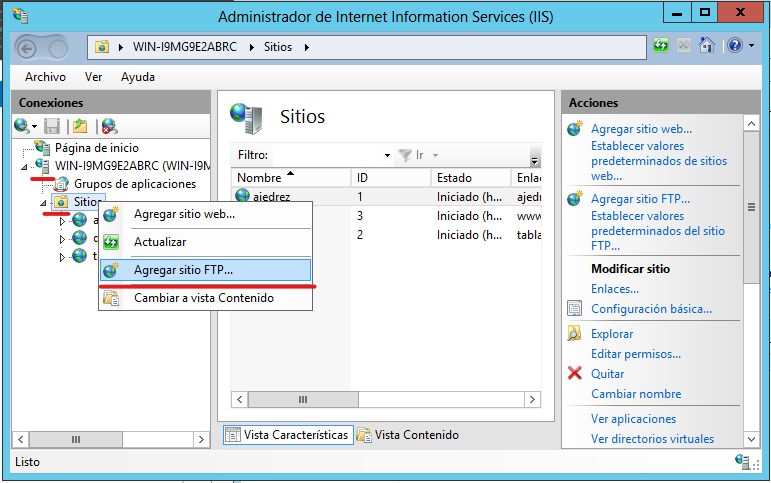 Administrador de Internet Information Services (IIS)
WIN-I9MG9E2ABRC
Sitios
Archivo Ver Ayuda
Conexiones
Página de inicio
WIN-I9MG9E2ABRC (WIN-I9M
Grupos de aplicaciones
Sitios
a
c
t
Agregar sitio web...
Actualizar
Agregar sitio FTP...
Cambiar a vista Contenido
Sitios
Filtro: Ir
Nombre ID Estado Enlac
ajedrez 1 Iniciado (h... ajedr
3 Iniciado (h... www
2 Iniciado (h... tabla
Vista Características Vista Contenido
Acciones
Agregar sitio web...
Establecer valores
predeterminados de sitios
web...
Agregar sitio FTP...
Establecer valores
predeterminados del sitio
FTP...
Modificar sitio
Enlaces...
Configuración básica...
Explorar
Editar permisos...
Quitar
Cambiar nombre
Ver aplicaciones
Ver directorios virtuales
Listo